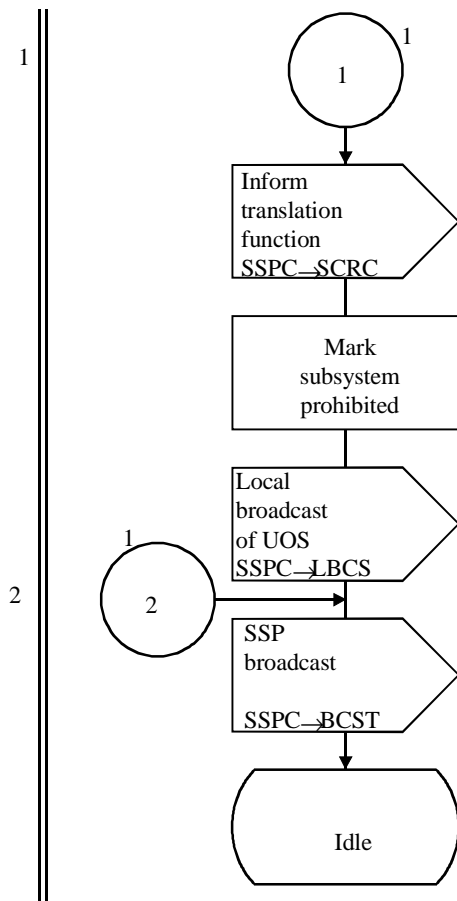 1
1
1
Inform
translation
function
SSPC→SCRC
Mark
subsystem
prohibited
Local
broadcast
of UOS
SSPC→LBCS
1
2
2
SSP
broadcast
SSPC→BCST
Idle